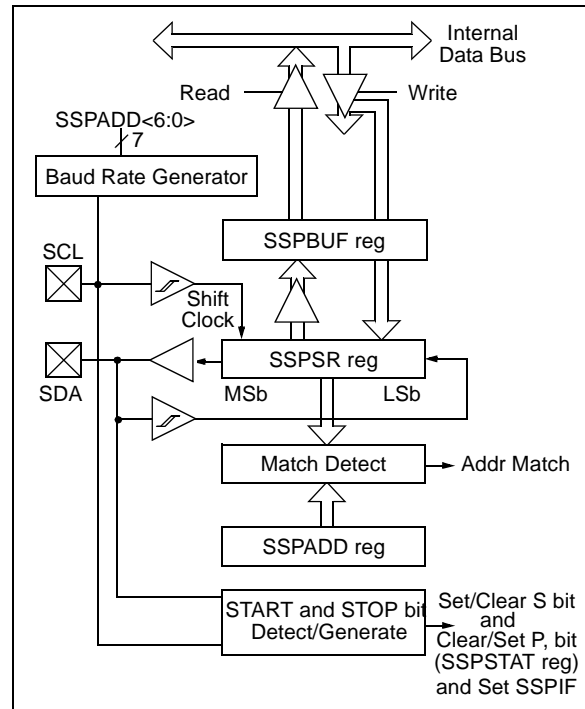 Internal
Data Bus
Read
Write
SSPADD<6:0>
7
Baud Rate Generator
SSPBUF reg
SCL
Shift
Clock
SSPSR reg
SDA
MSb
LSb
Match Detect
Addr Match
SSPADD reg
START and STOP bit
Detect/Generate
Set/Clear S bit
and
Clear/Set P, bit
(SSPSTAT reg)
and Set SSPIF